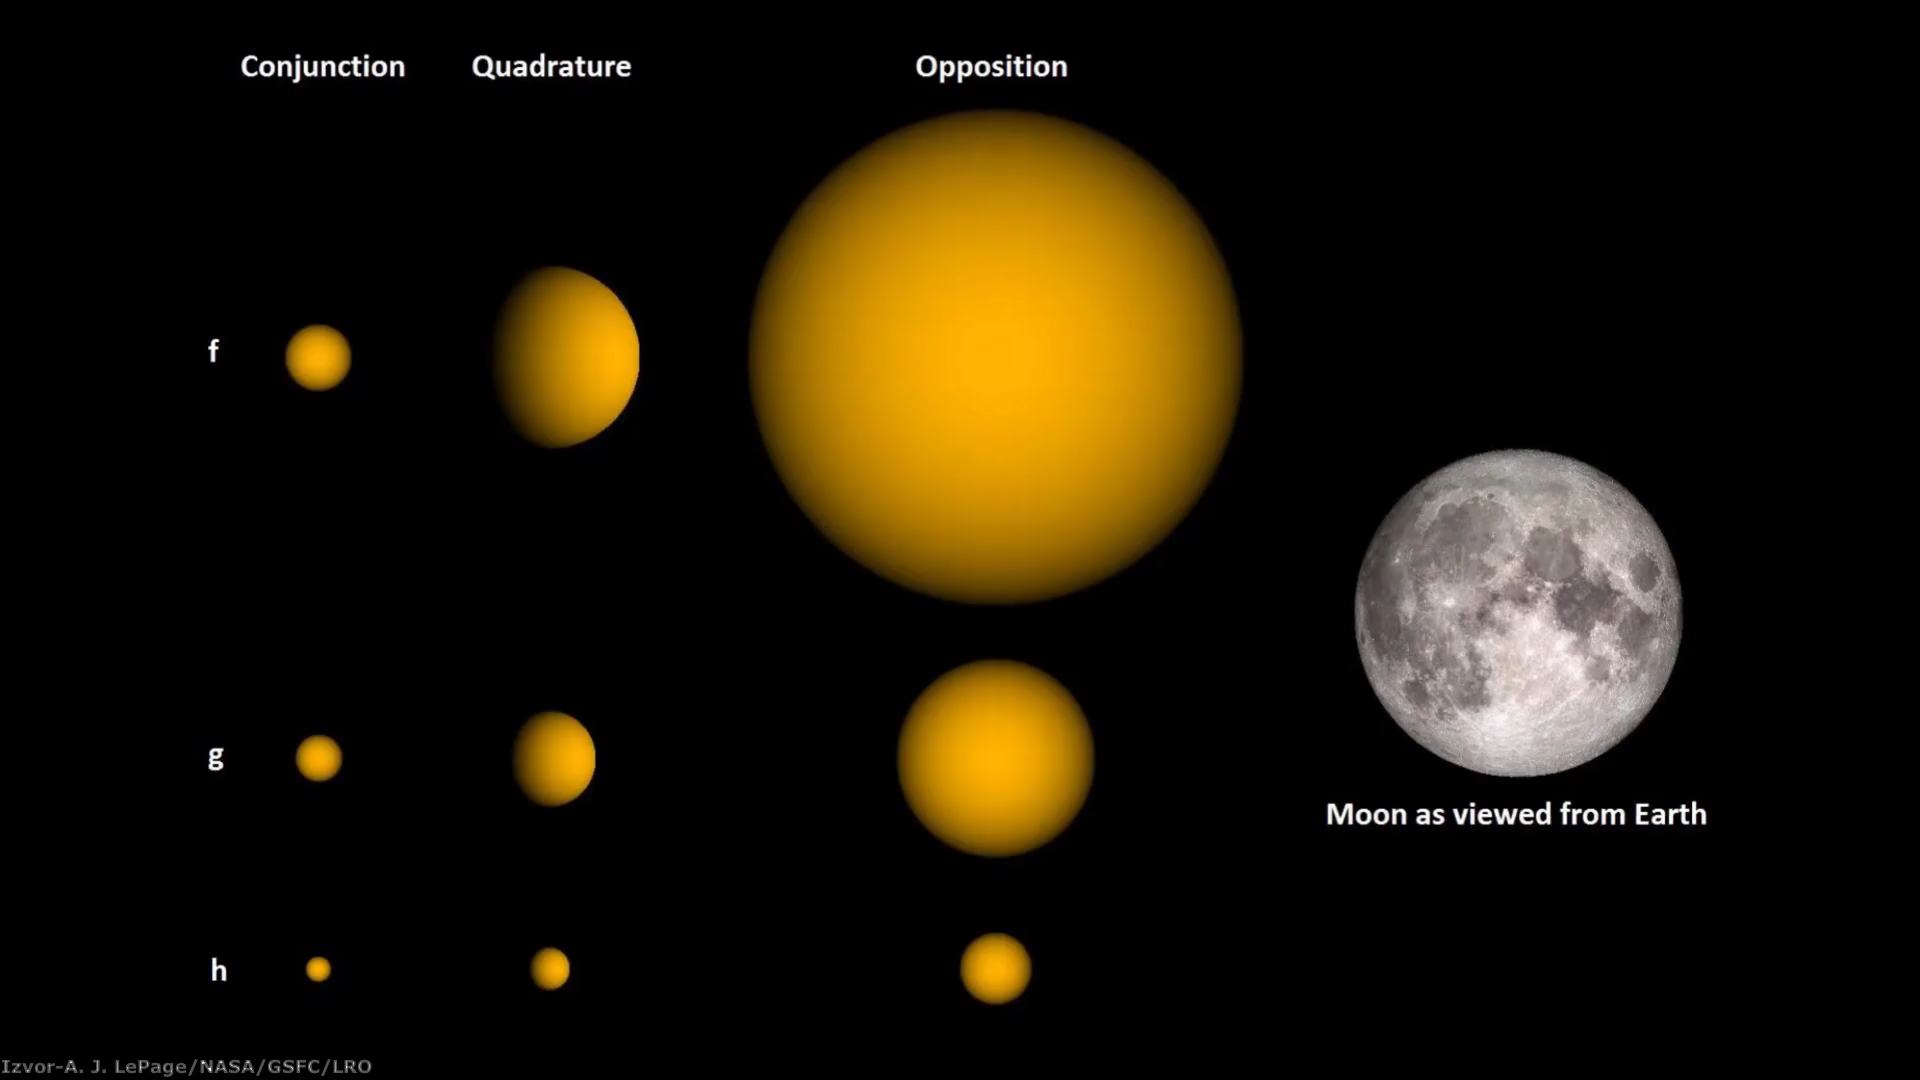 Conjunction Quadrature Opposition
f
g
Moon as viewed from Earth
h
Izvor-A. J. LePage/NASA/GSFC/LRO